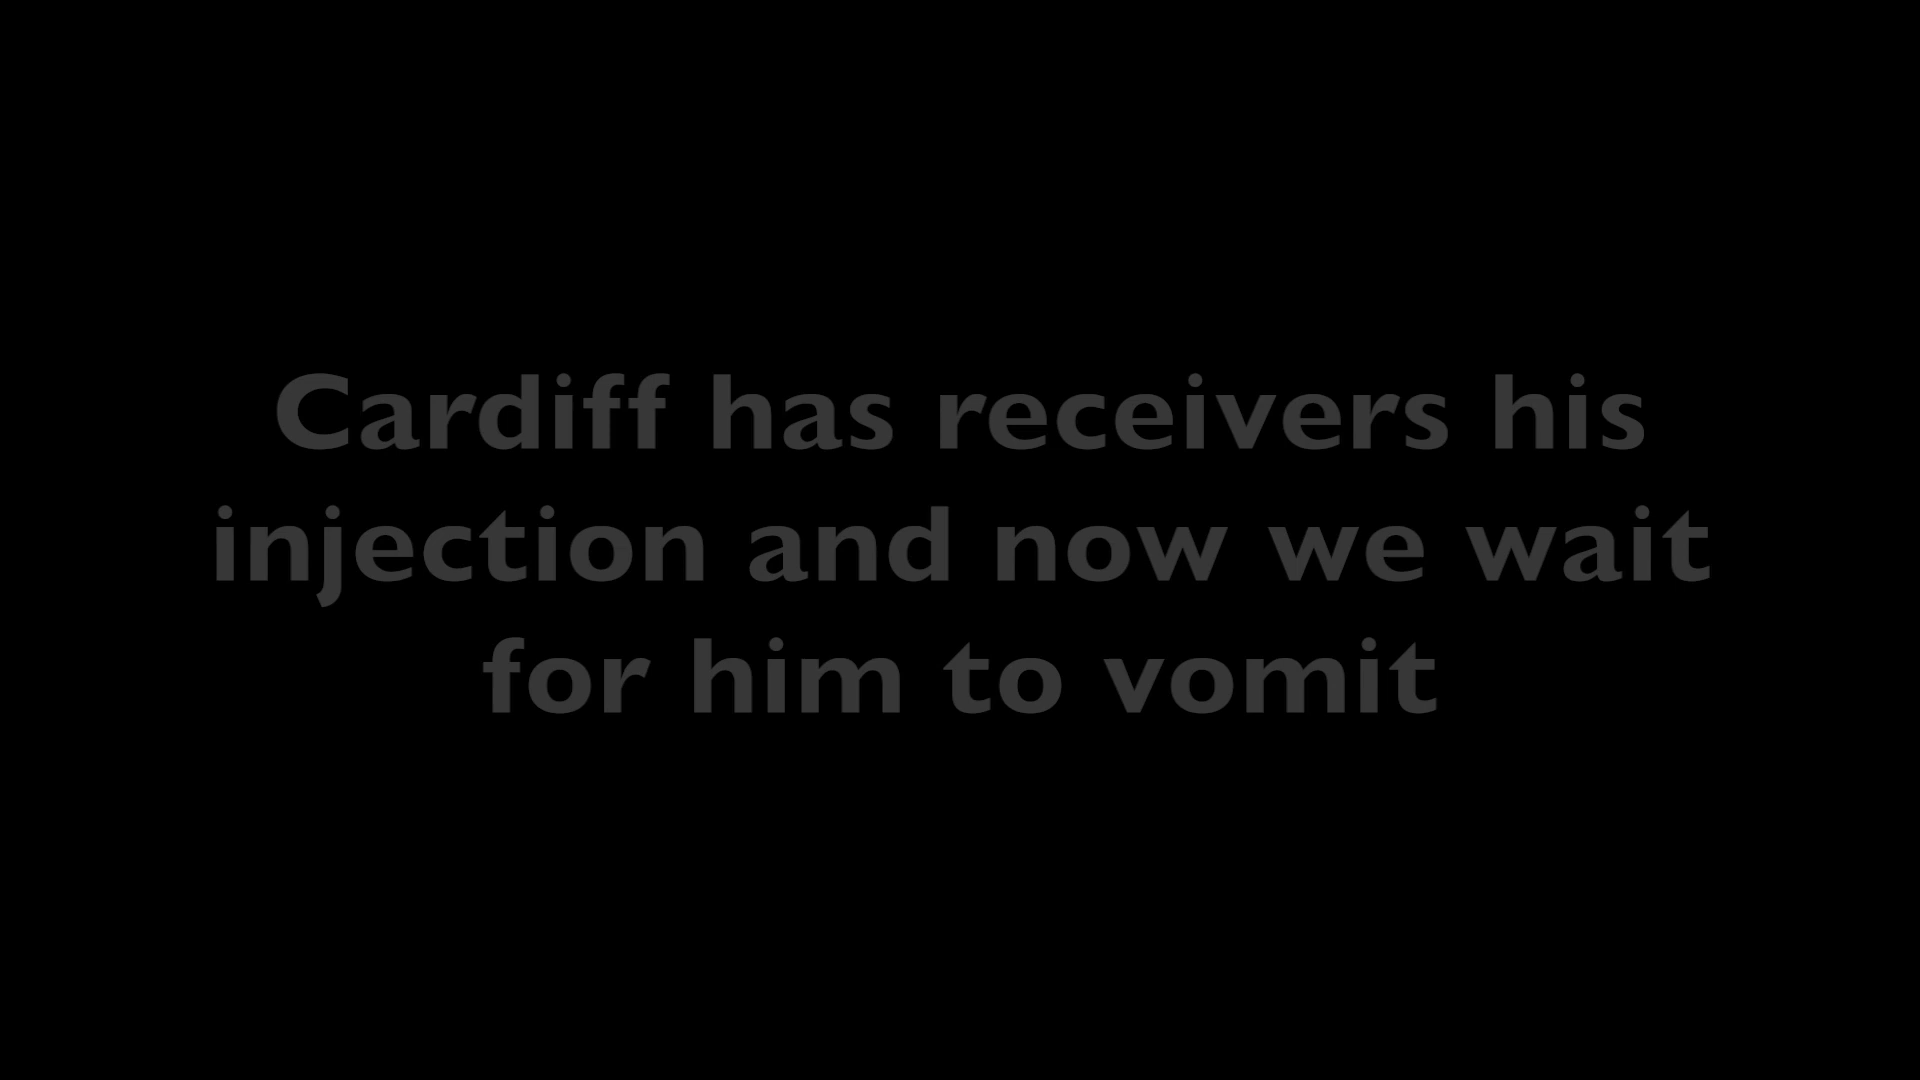 Cardiff has receivers his
injection and now we wait
for him to vomit